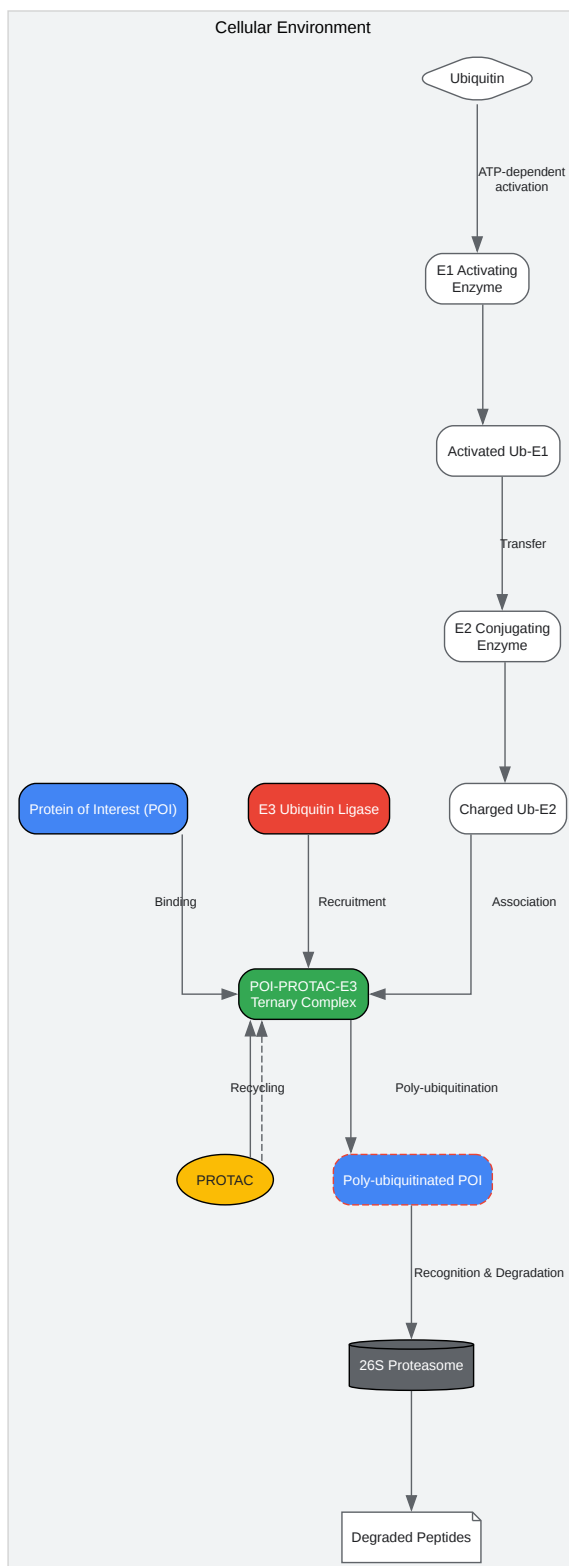 Cellular Environment
Ubiquitin
ATP-dependent
activation
E1 Activating
Enzyme
Activated Ub-E1
Transfer
E2 Conjugating
Enzyme
Protein of Interest (POI)
E3 Ubiquitin Ligase
Charged Ub-E2
Binding
Recruitment
Association
POI-PROTAC-E3
Ternary Complex
Recycling
Poly-ubiquitination
PROTAC
Poly-ubiquitinated POI
Recognition & Degradation
26S Proteasome
Degraded Peptides